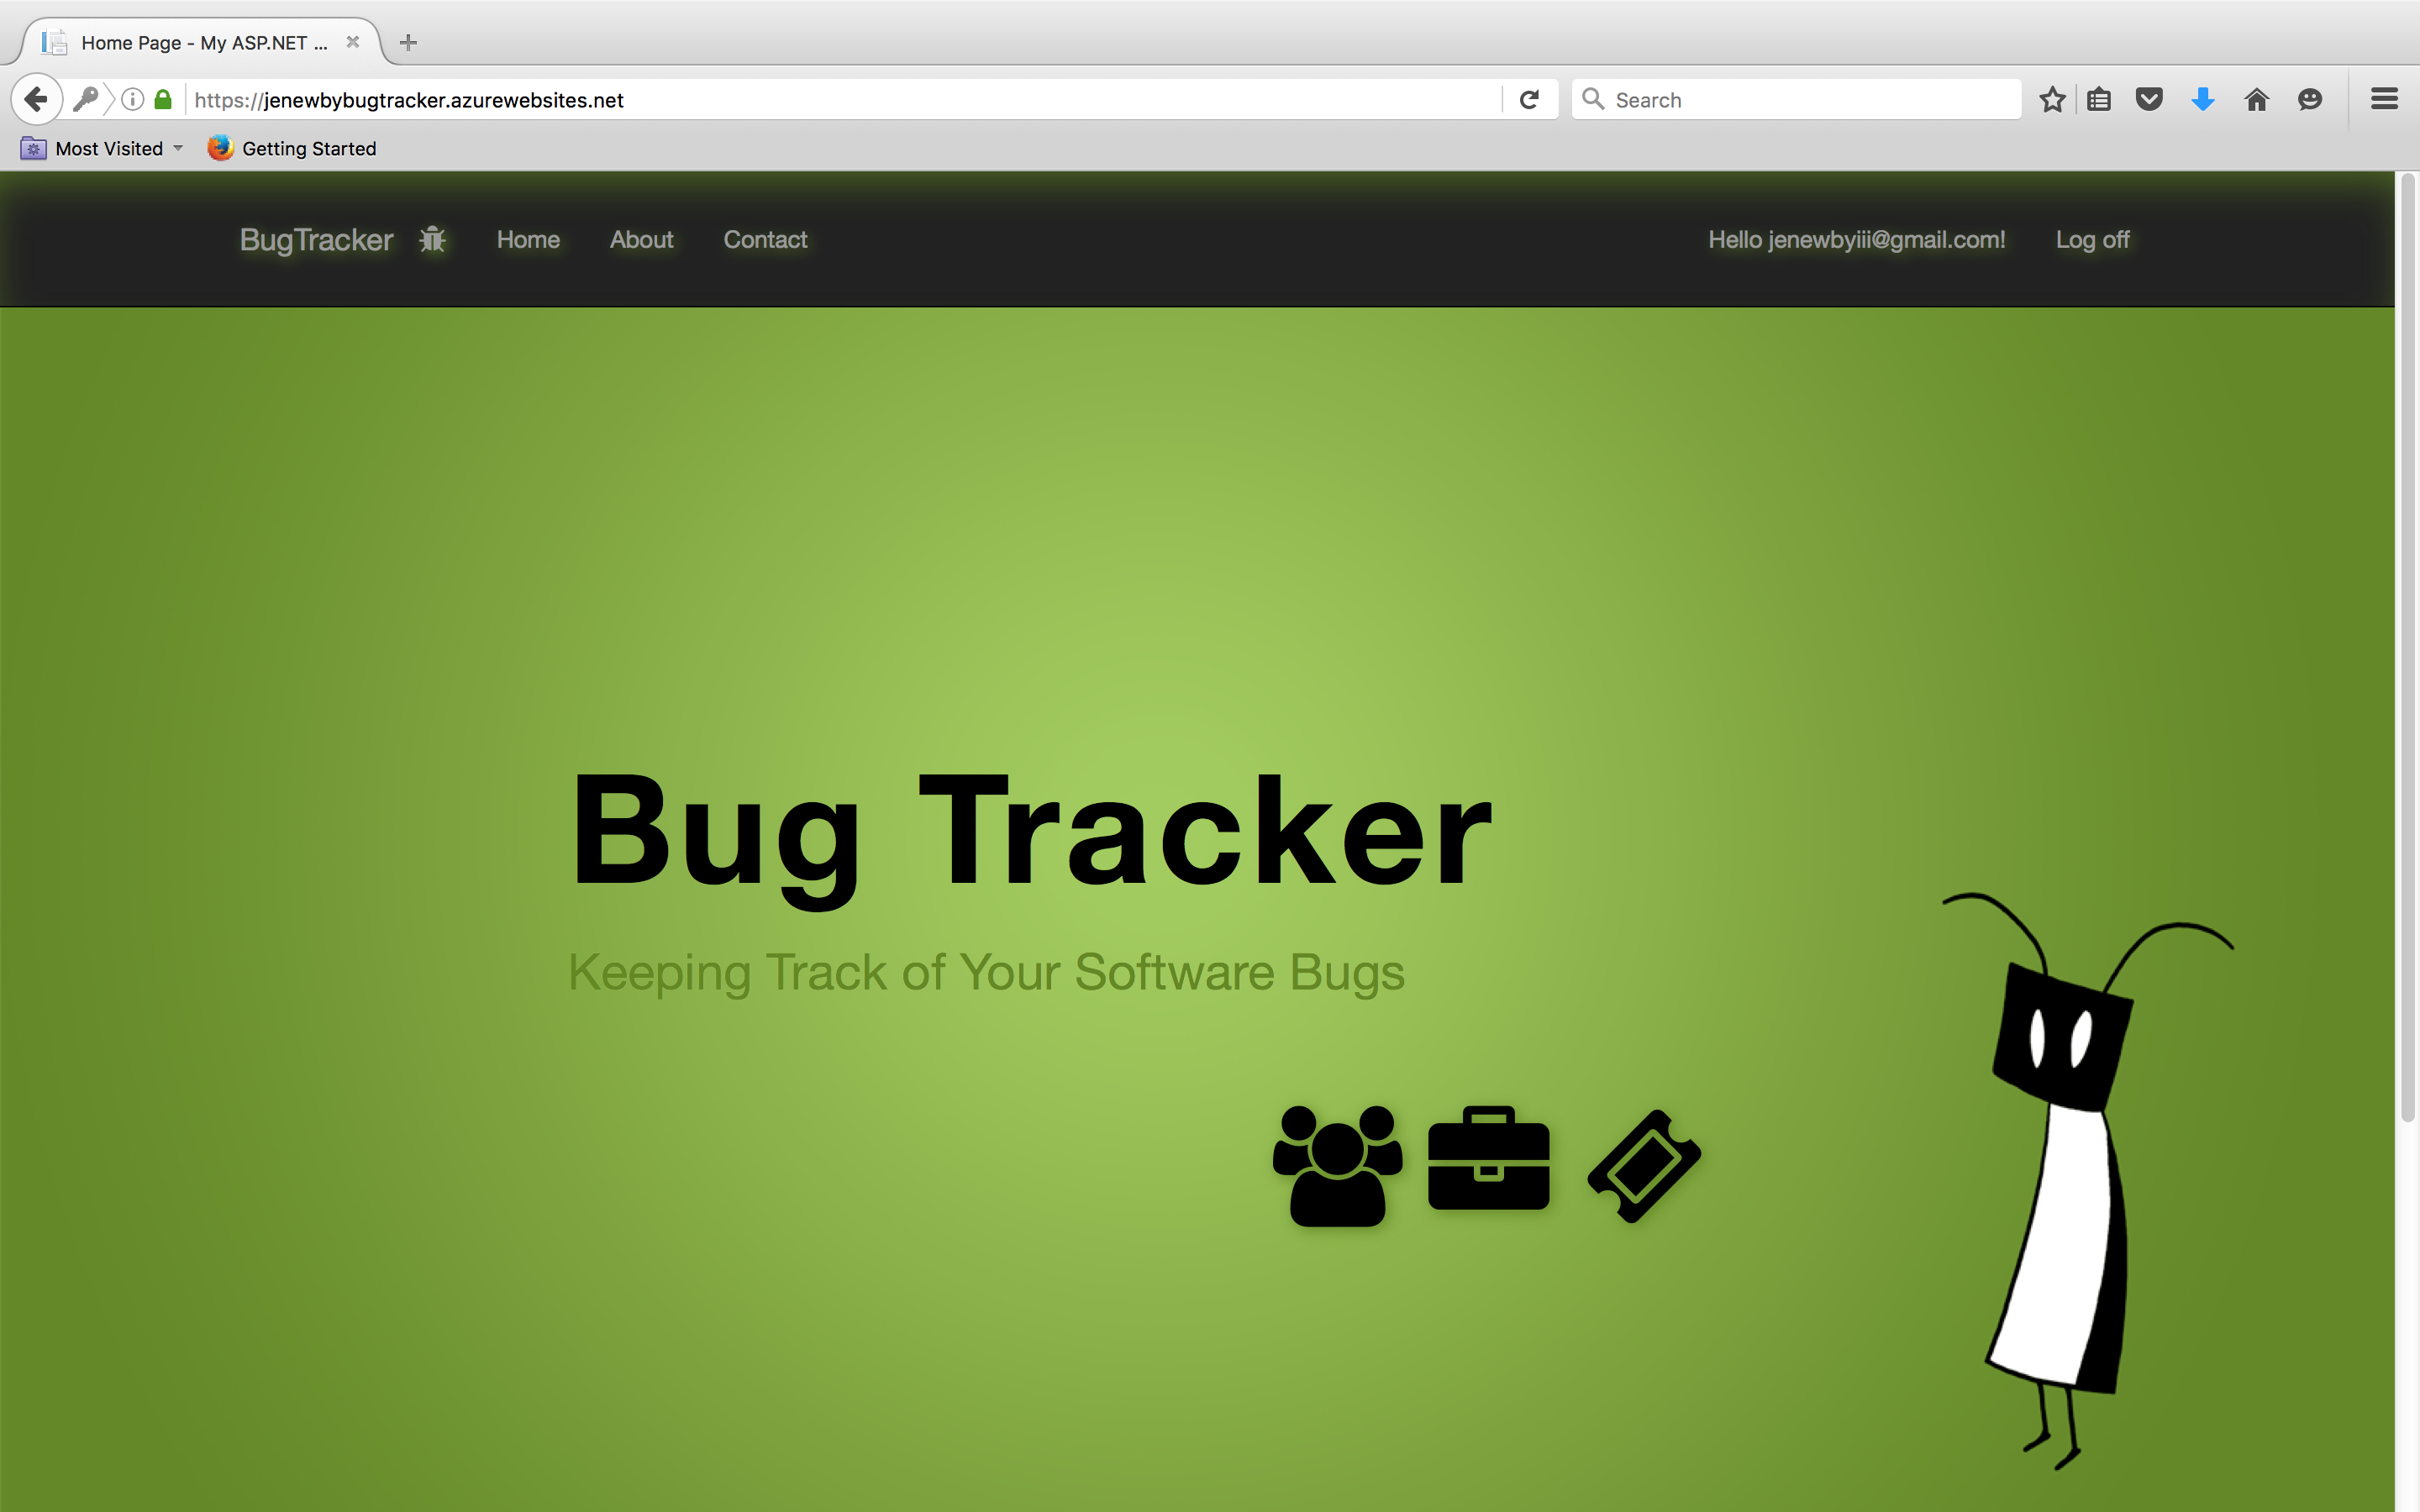 Home Page - My ASP.NET ...
https://jenewbybugtracker.azurewebsites.net
Search
Most Visited
Getting Started
BugTracker Home About Contact Hello jenewbyiii@gmail.com! Log off
Bug Tracker
Keeping Track of Your Software Bugs